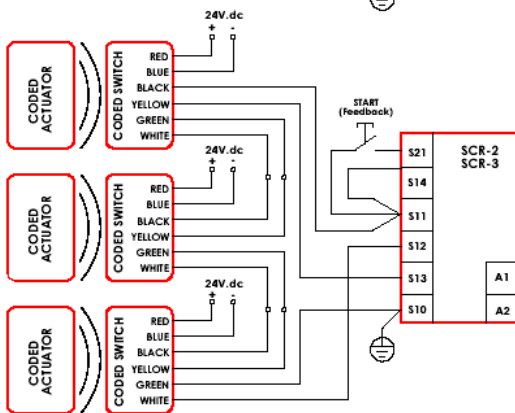 24V.dc
+ -
CODED ACTUATOR
CODED SWITCH
RED
BLUE
BLACK
YELLOW
GREEN
WHITE
24V.dc
+ -
CODED ACTUATOR
CODED SWITCH
RED
BLUE
BLACK
YELLOW
GREEN
WHITE
24V.dc
+ -
CODED ACTUATOR
CODED SWITCH
RED
BLUE
BLACK
YELLOW
GREEN
WHITE
START
(Feedback)
SCR-2
SCR-3
S21
S14
S11
S12
S13
S10
A1
A2